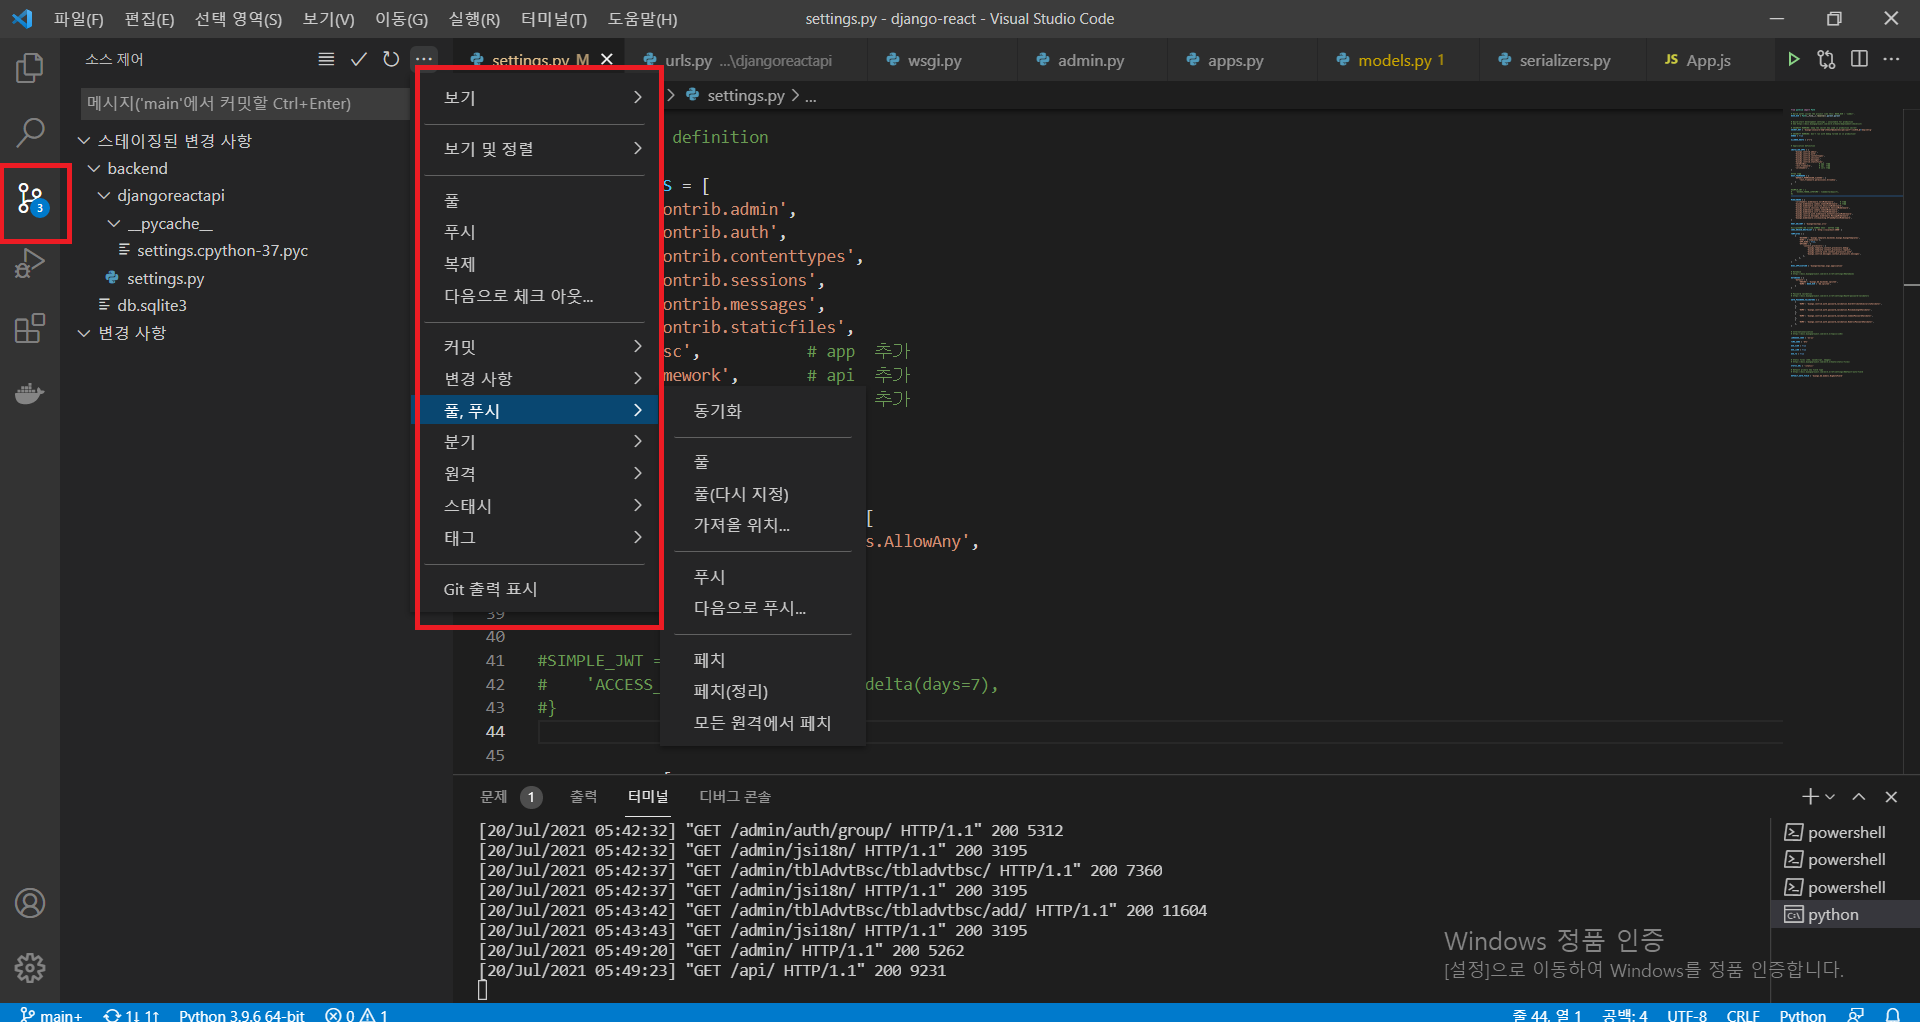 파일(F) 편집(E) 선택 영역(S) 보기(V) 이동(G) 실행(R) 터미널(T) 도움말(H)
settings.py - django-react - Visual Studio Code
소스 제어
settings.py M
urls.py ...\djangoreactapi
wsgi.py
admin.py
apps.py
models.py 1
serializers.py
JS App.js
메시지('main'에서 커밋할 Ctrl+Enter)
스테이징된 변경 사항
backend
djangoreactapi
__pycache__
settings.cpython-37.pyc
settings.py
db.sqlite3
변경 사항
3
보기
보기 및 정렬
풀
푸시
복제
다음으로 체크 아웃...
커밋
변경 사항
풀, 푸시
분기
원격
스태시
태그
Git 출력 표시
동기화
풀
풀(다시 지정)
가져올 위치...
푸시
다음으로 푸시...
페치
페치(정리)
모든 원격에서 페치
settings.py > ...
definition
S = [
ontrib.admin',
ontrib.auth',
ontrib.contenttypes',
ontrib.sessions',
ontrib.messages',
ontrib.staticfiles',
sc', # app 추가
mework', # api 추가
추가
[
s.AllowAny',
39
40
41 #SIMPLE_JWT =
42 # 'ACCESS_ delta(days=7),
43 #}
44
45
문제 1 출력 터미널 디버그 콘솔
[20/Jul/2021 05:42:32] "GET /admin/auth/group/ HTTP/1.1" 200 5312
[20/Jul/2021 05:42:32] "GET /admin/jsi18n/ HTTP/1.1" 200 3195
[20/Jul/2021 05:42:37] "GET /admin/tblAdvtBsc/tbladvtbsc/ HTTP/1.1" 200 7360
[20/Jul/2021 05:42:37] "GET /admin/jsi18n/ HTTP/1.1" 200 3195
[20/Jul/2021 05:43:42] "GET /admin/tblAdvtBsc/tbladvtbsc/add/ HTTP/1.1" 200 11604
[20/Jul/2021 05:43:43] "GET /admin/jsi18n/ HTTP/1.1" 200 3195
[20/Jul/2021 05:49:20] "GET /admin/ HTTP/1.1" 200 5262
[20/Jul/2021 05:49:23] "GET /api/ HTTP/1.1" 200 9231
powershell
powershell
powershell
python
Windows 정품 인증
[설정]으로 이동하여 Windows를 정품 인증합니다.
main+ 1↓ 1↑ Python 3.9.6 64-bit 0 1
줄 44, 열 1 공백: 4 UTF-8 CRLF Python